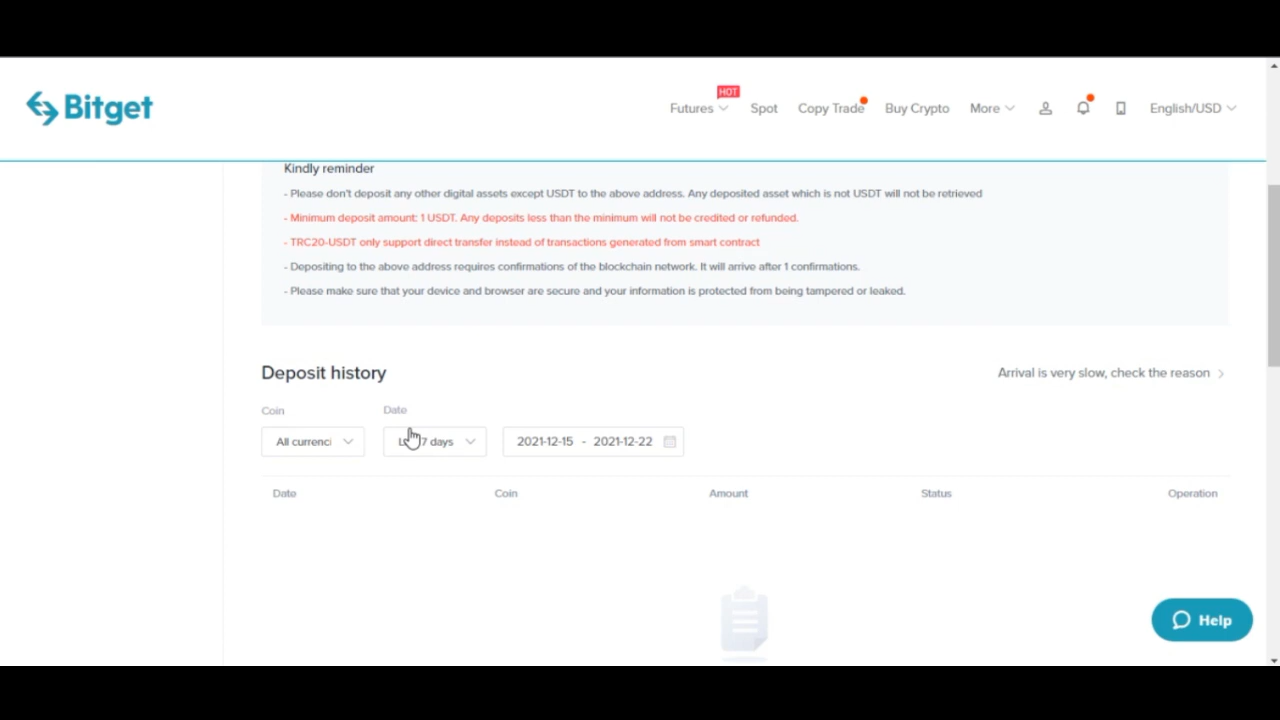 Bitget
HOT
Futures
Spot
Copy Trade
Buy Crypto
More
English/USD
Kindly reminder
- Please don't deposit any other digital assets except USDT to the above address. Any deposited asset which is not USDT will not be retrieved
- Minimum deposit amount: 1 USDT. Any deposits less than the minimum will not be credited or refunded.
- TRC20-USDT only support direct transfer instead of transactions generated from smart contract
- Depositing to the above address requires confirmations of the blockchain network. It will arrive after 1 confirmations.
- Please make sure that your device and browser are secure and your information is protected from being tampered or leaked.
Deposit history
Arrival is very slow, check the reason
Coin
Date
All currenci
7 days
2021-12-15 - 2021-12-22
Date
Coin
Amount
Status
Operation
Help